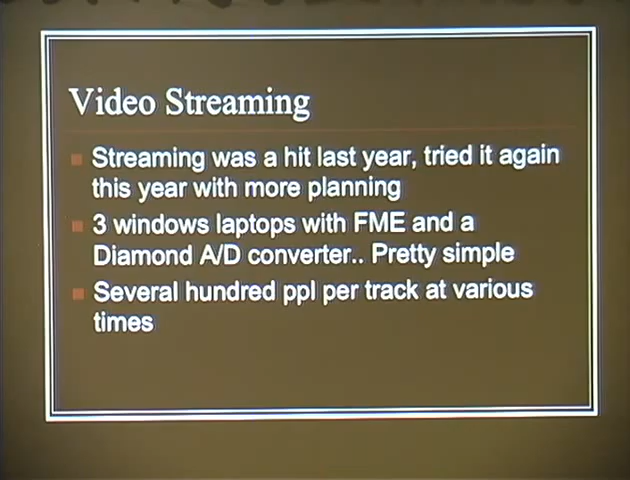 Video Streaming
Streaming was a hit last year, tried it again
this year with more planning
3 windows laptops with FME and a
Diamond A/D converter.. Pretty simple
Several hundred ppl per track at various
times